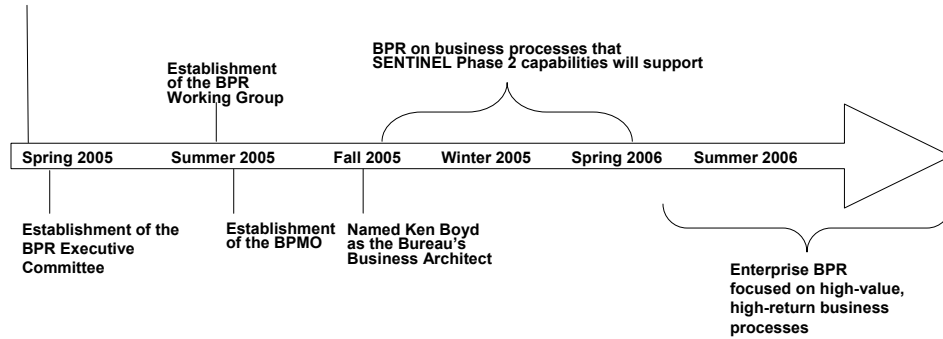 BPR on business processes that
SENTINEL Phase 2 capabilities will support
Establishment
of the BPR
Working Group
Spring 2005 Summer 2005 Fall 2005 Winter 2005 Spring 2006 Summer 2006
Establishment of the
BPR Executive
Committee
Establishment
of the BPMO
Named Ken Boyd
as the Bureau's
Business Architect
Enterprise BPR
focused on high-value,
high-return business
processes